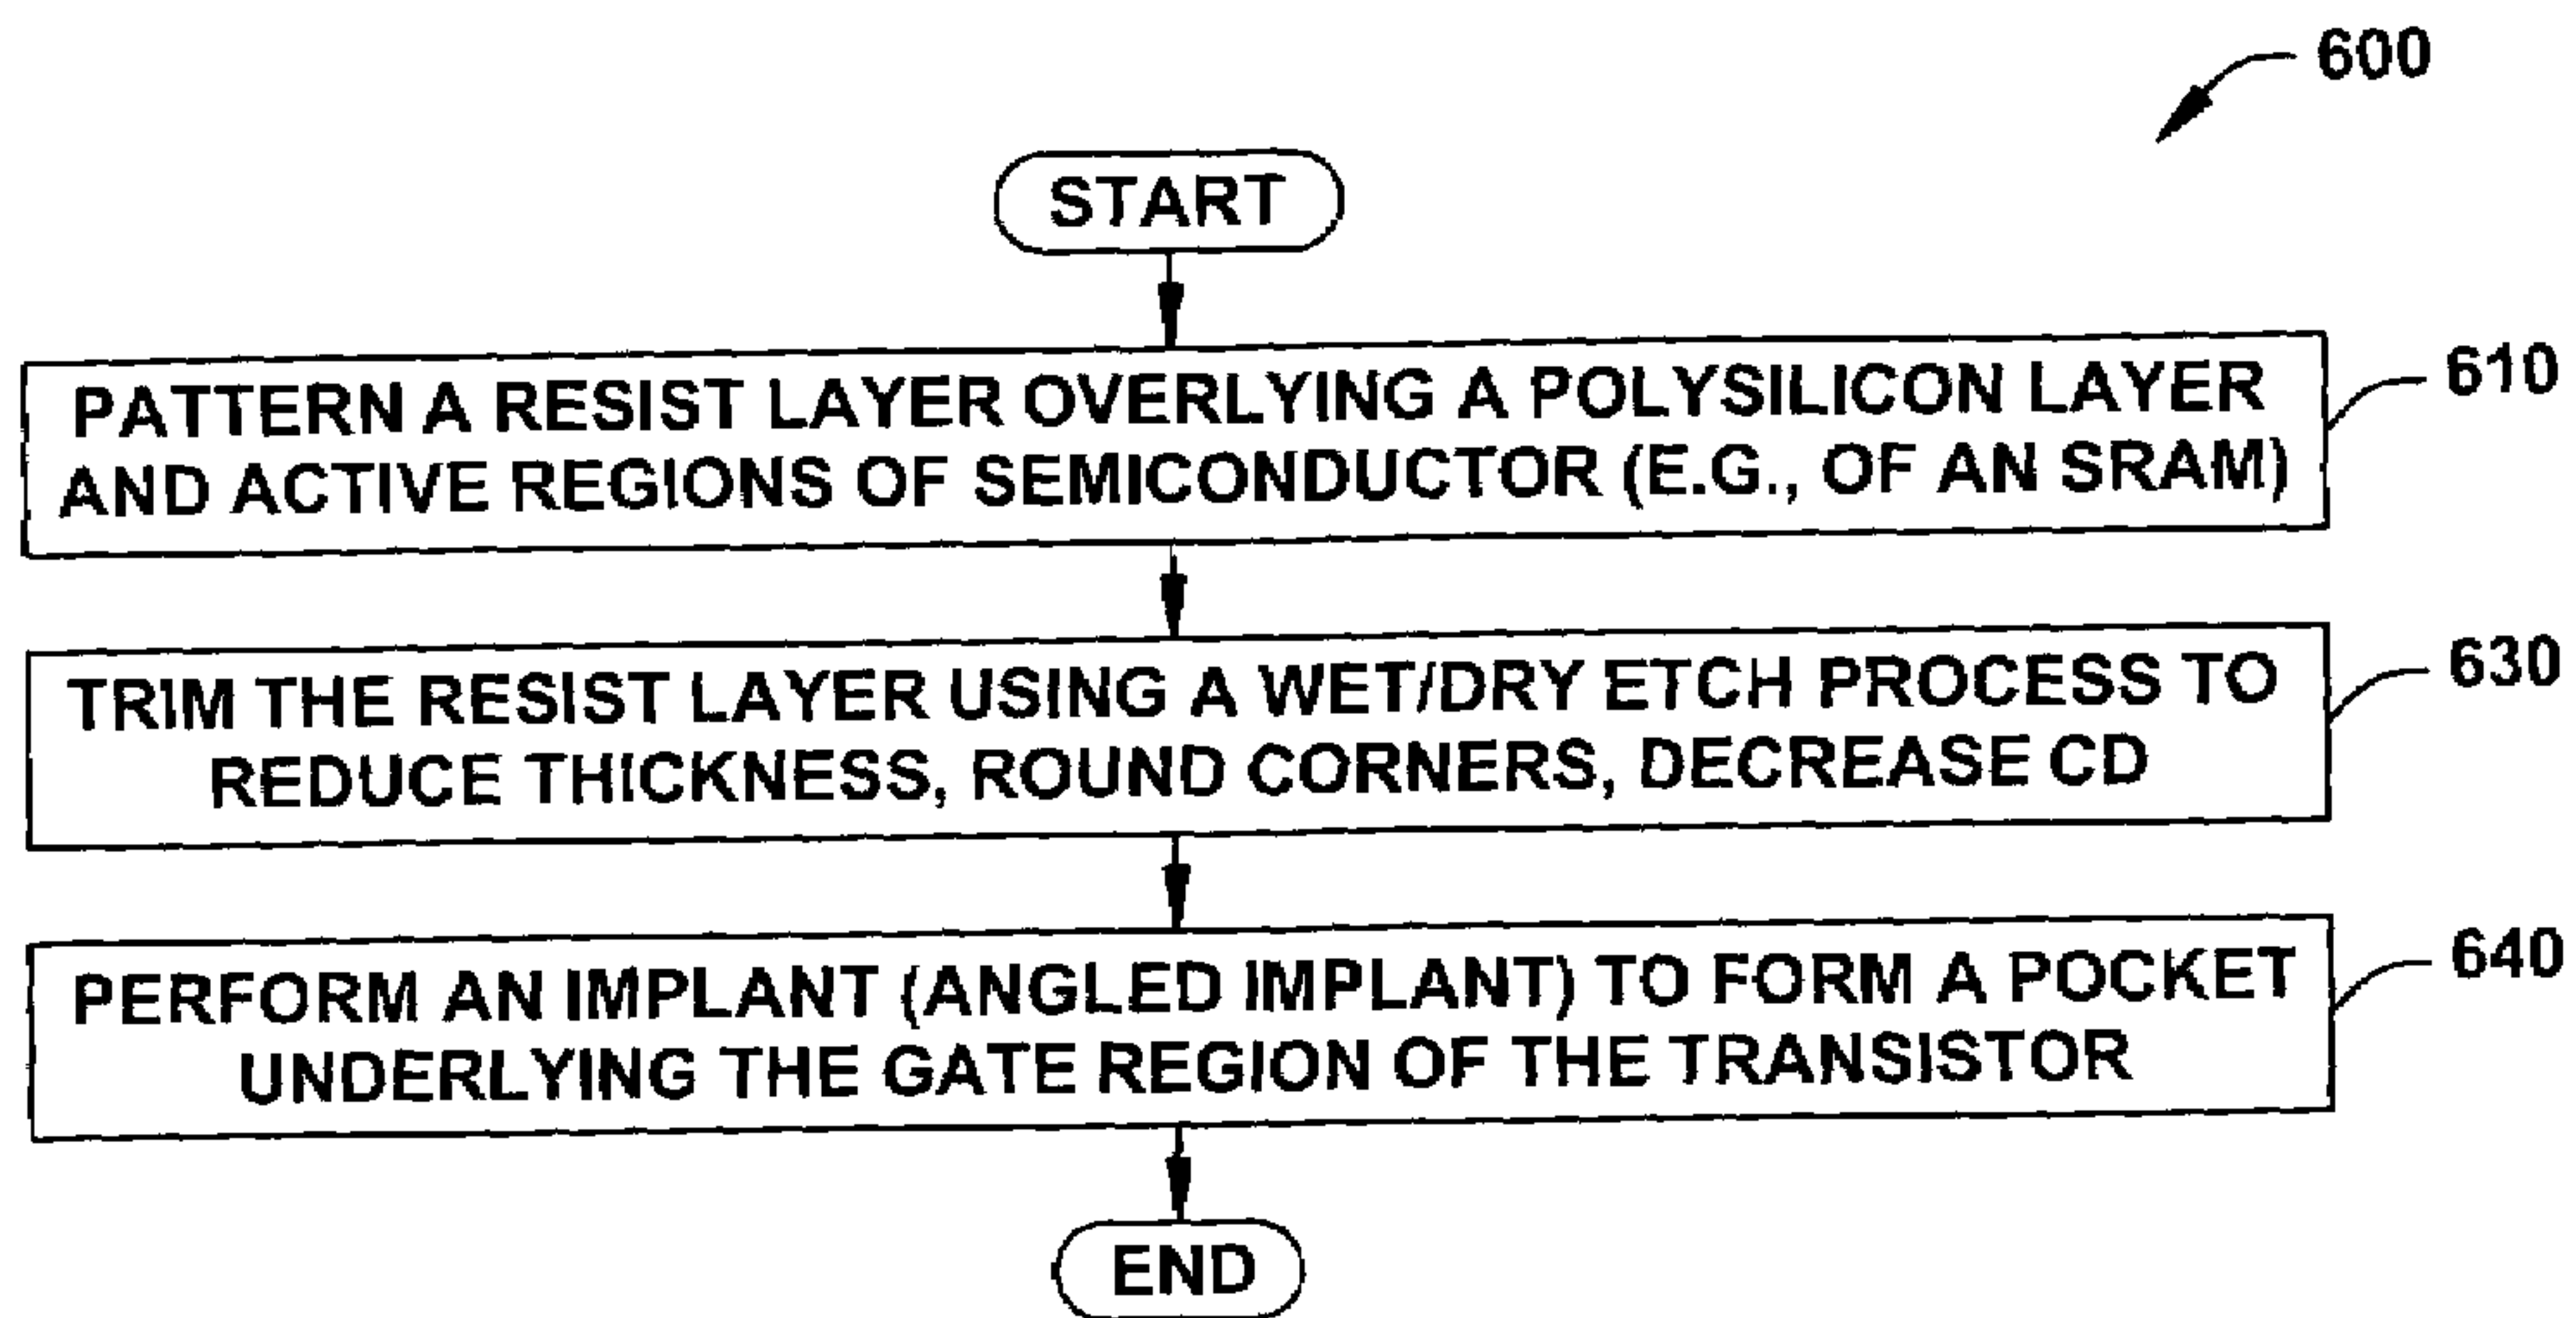 600
START
PATTERN A RESIST LAYER OVERLYING A POLYSILICON LAYER
AND ACTIVE REGIONS OF SEMICONDUCTOR (E.G., OF AN SRAM)
610
TRIM THE RESIST LAYER USING A WET/DRY ETCH PROCESS TO
REDUCE THICKNESS, ROUND CORNERS, DECREASE CD
630
PERFORM AN IMPLANT (ANGLED IMPLANT) TO FORM A POCKET
UNDERLYING THE GATE REGION OF THE TRANSISTOR
640
END